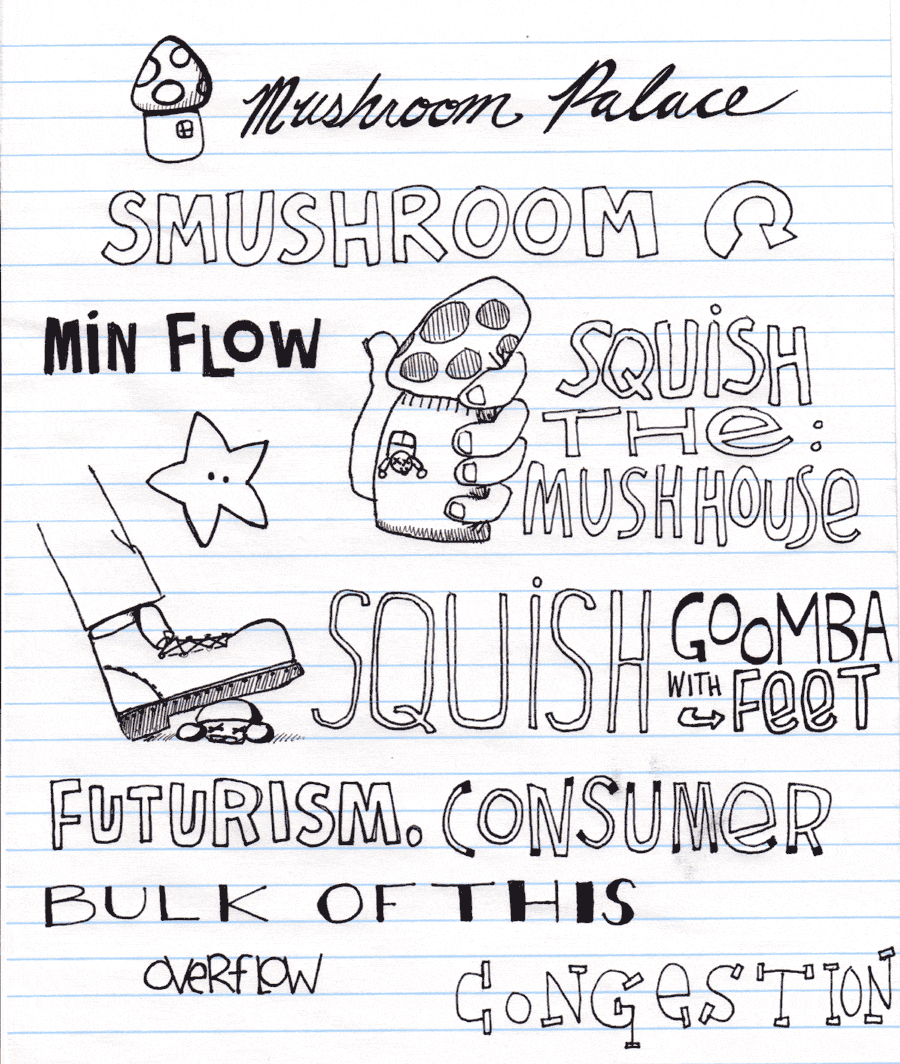 Mushroom Palace
SMUSHROOM
MiN FLOW
SQUiSH
THe:
MUSHHOUSe
SQUiSH GOOMBA
WITH FeeT
FUTURISM. CONSUMeR
BULK OF THIS
OVeRFLOW
CONGeSTION